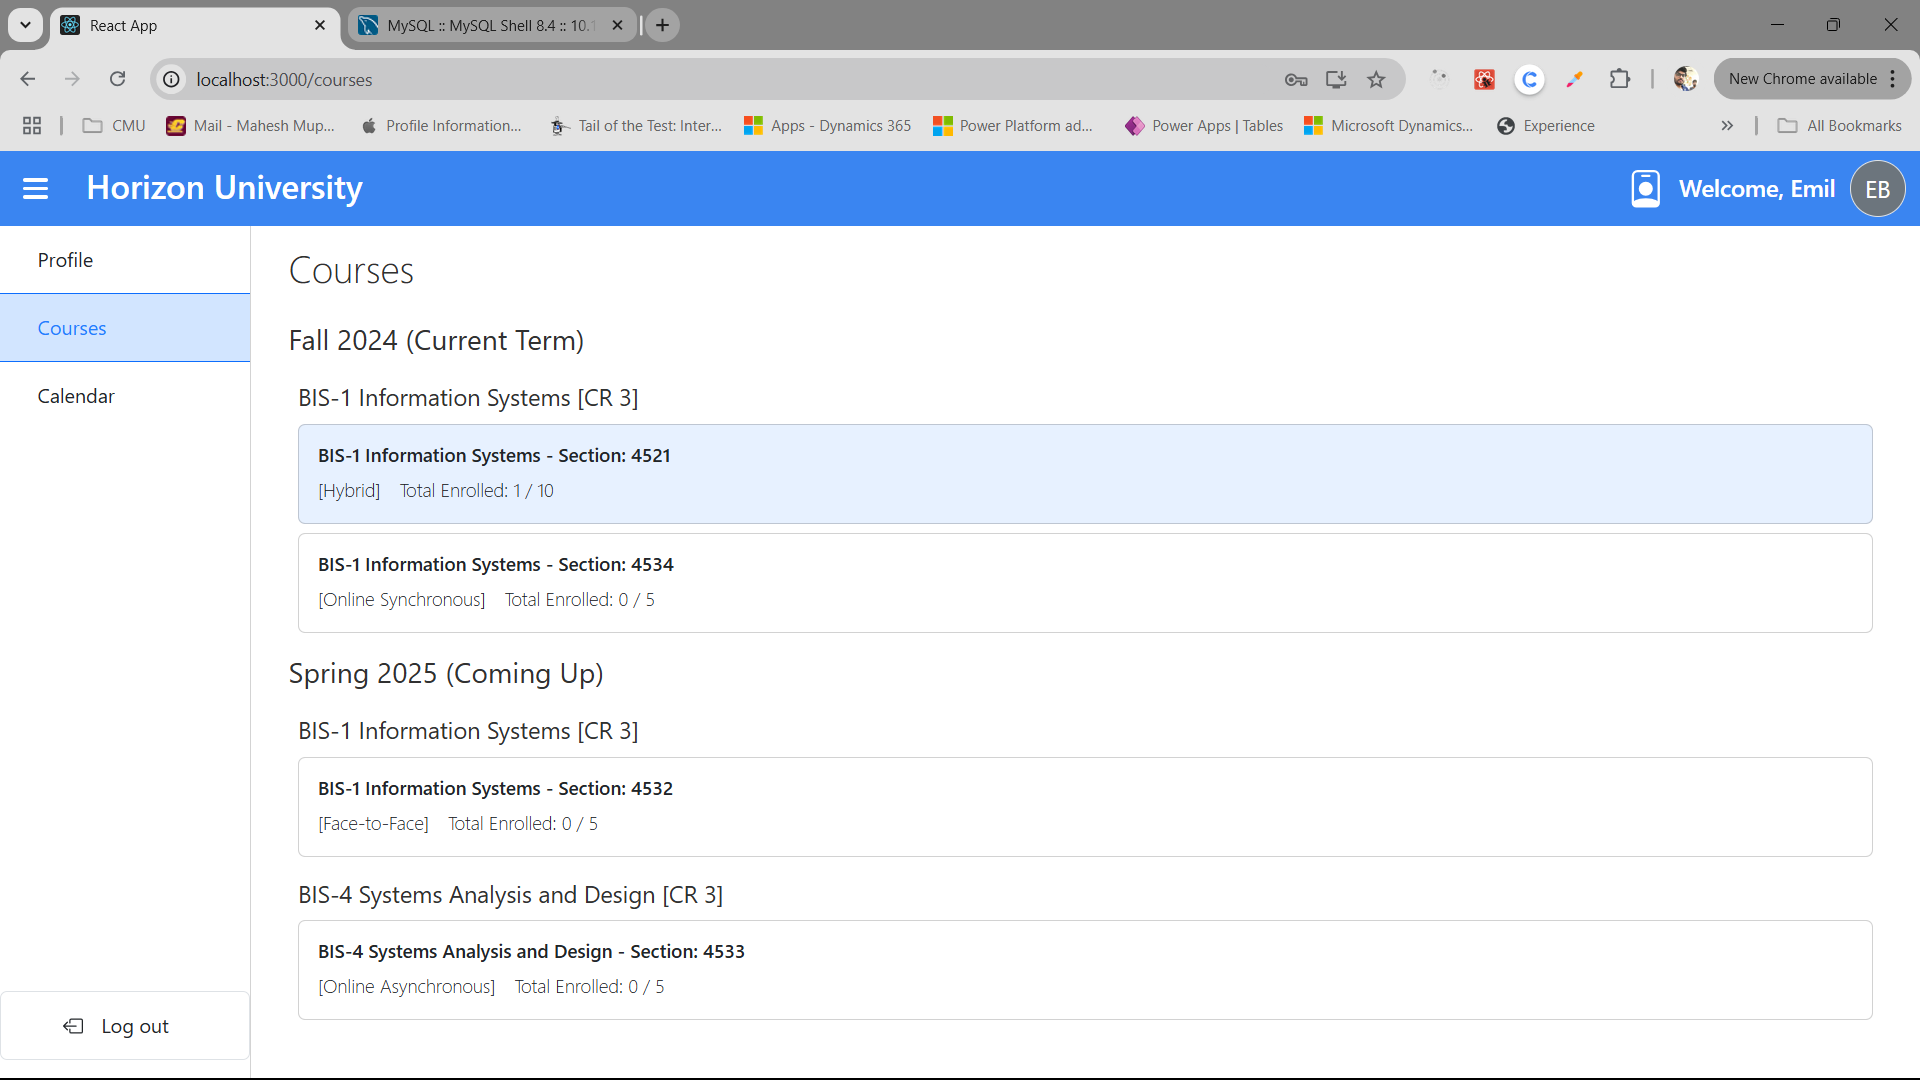 React App
MySQL :: MySQL Shell 8.4 :: 10.1
localhost:3000/courses
New Chrome available
CMU
Mail - Mahesh Mup...
Profile Information...
Tail of the Test: Inter...
Apps - Dynamics 365
Power Platform ad...
Power Apps | Tables
Microsoft Dynamics...
Experience
All Bookmarks
Horizon University
Welcome, Emil
EB
Profile
Courses
Calendar
Log out
Courses
Fall 2024 (Current Term)
BIS-1 Information Systems [CR 3]
BIS-1 Information Systems - Section: 4521
[Hybrid] Total Enrolled: 1 / 10
BIS-1 Information Systems - Section: 4534
[Online Synchronous] Total Enrolled: 0 / 5
Spring 2025 (Coming Up)
BIS-1 Information Systems [CR 3]
BIS-1 Information Systems - Section: 4532
[Face-to-Face] Total Enrolled: 0 / 5
BIS-4 Systems Analysis and Design [CR 3]
BIS-4 Systems Analysis and Design - Section: 4533
[Online Asynchronous] Total Enrolled: 0 / 5